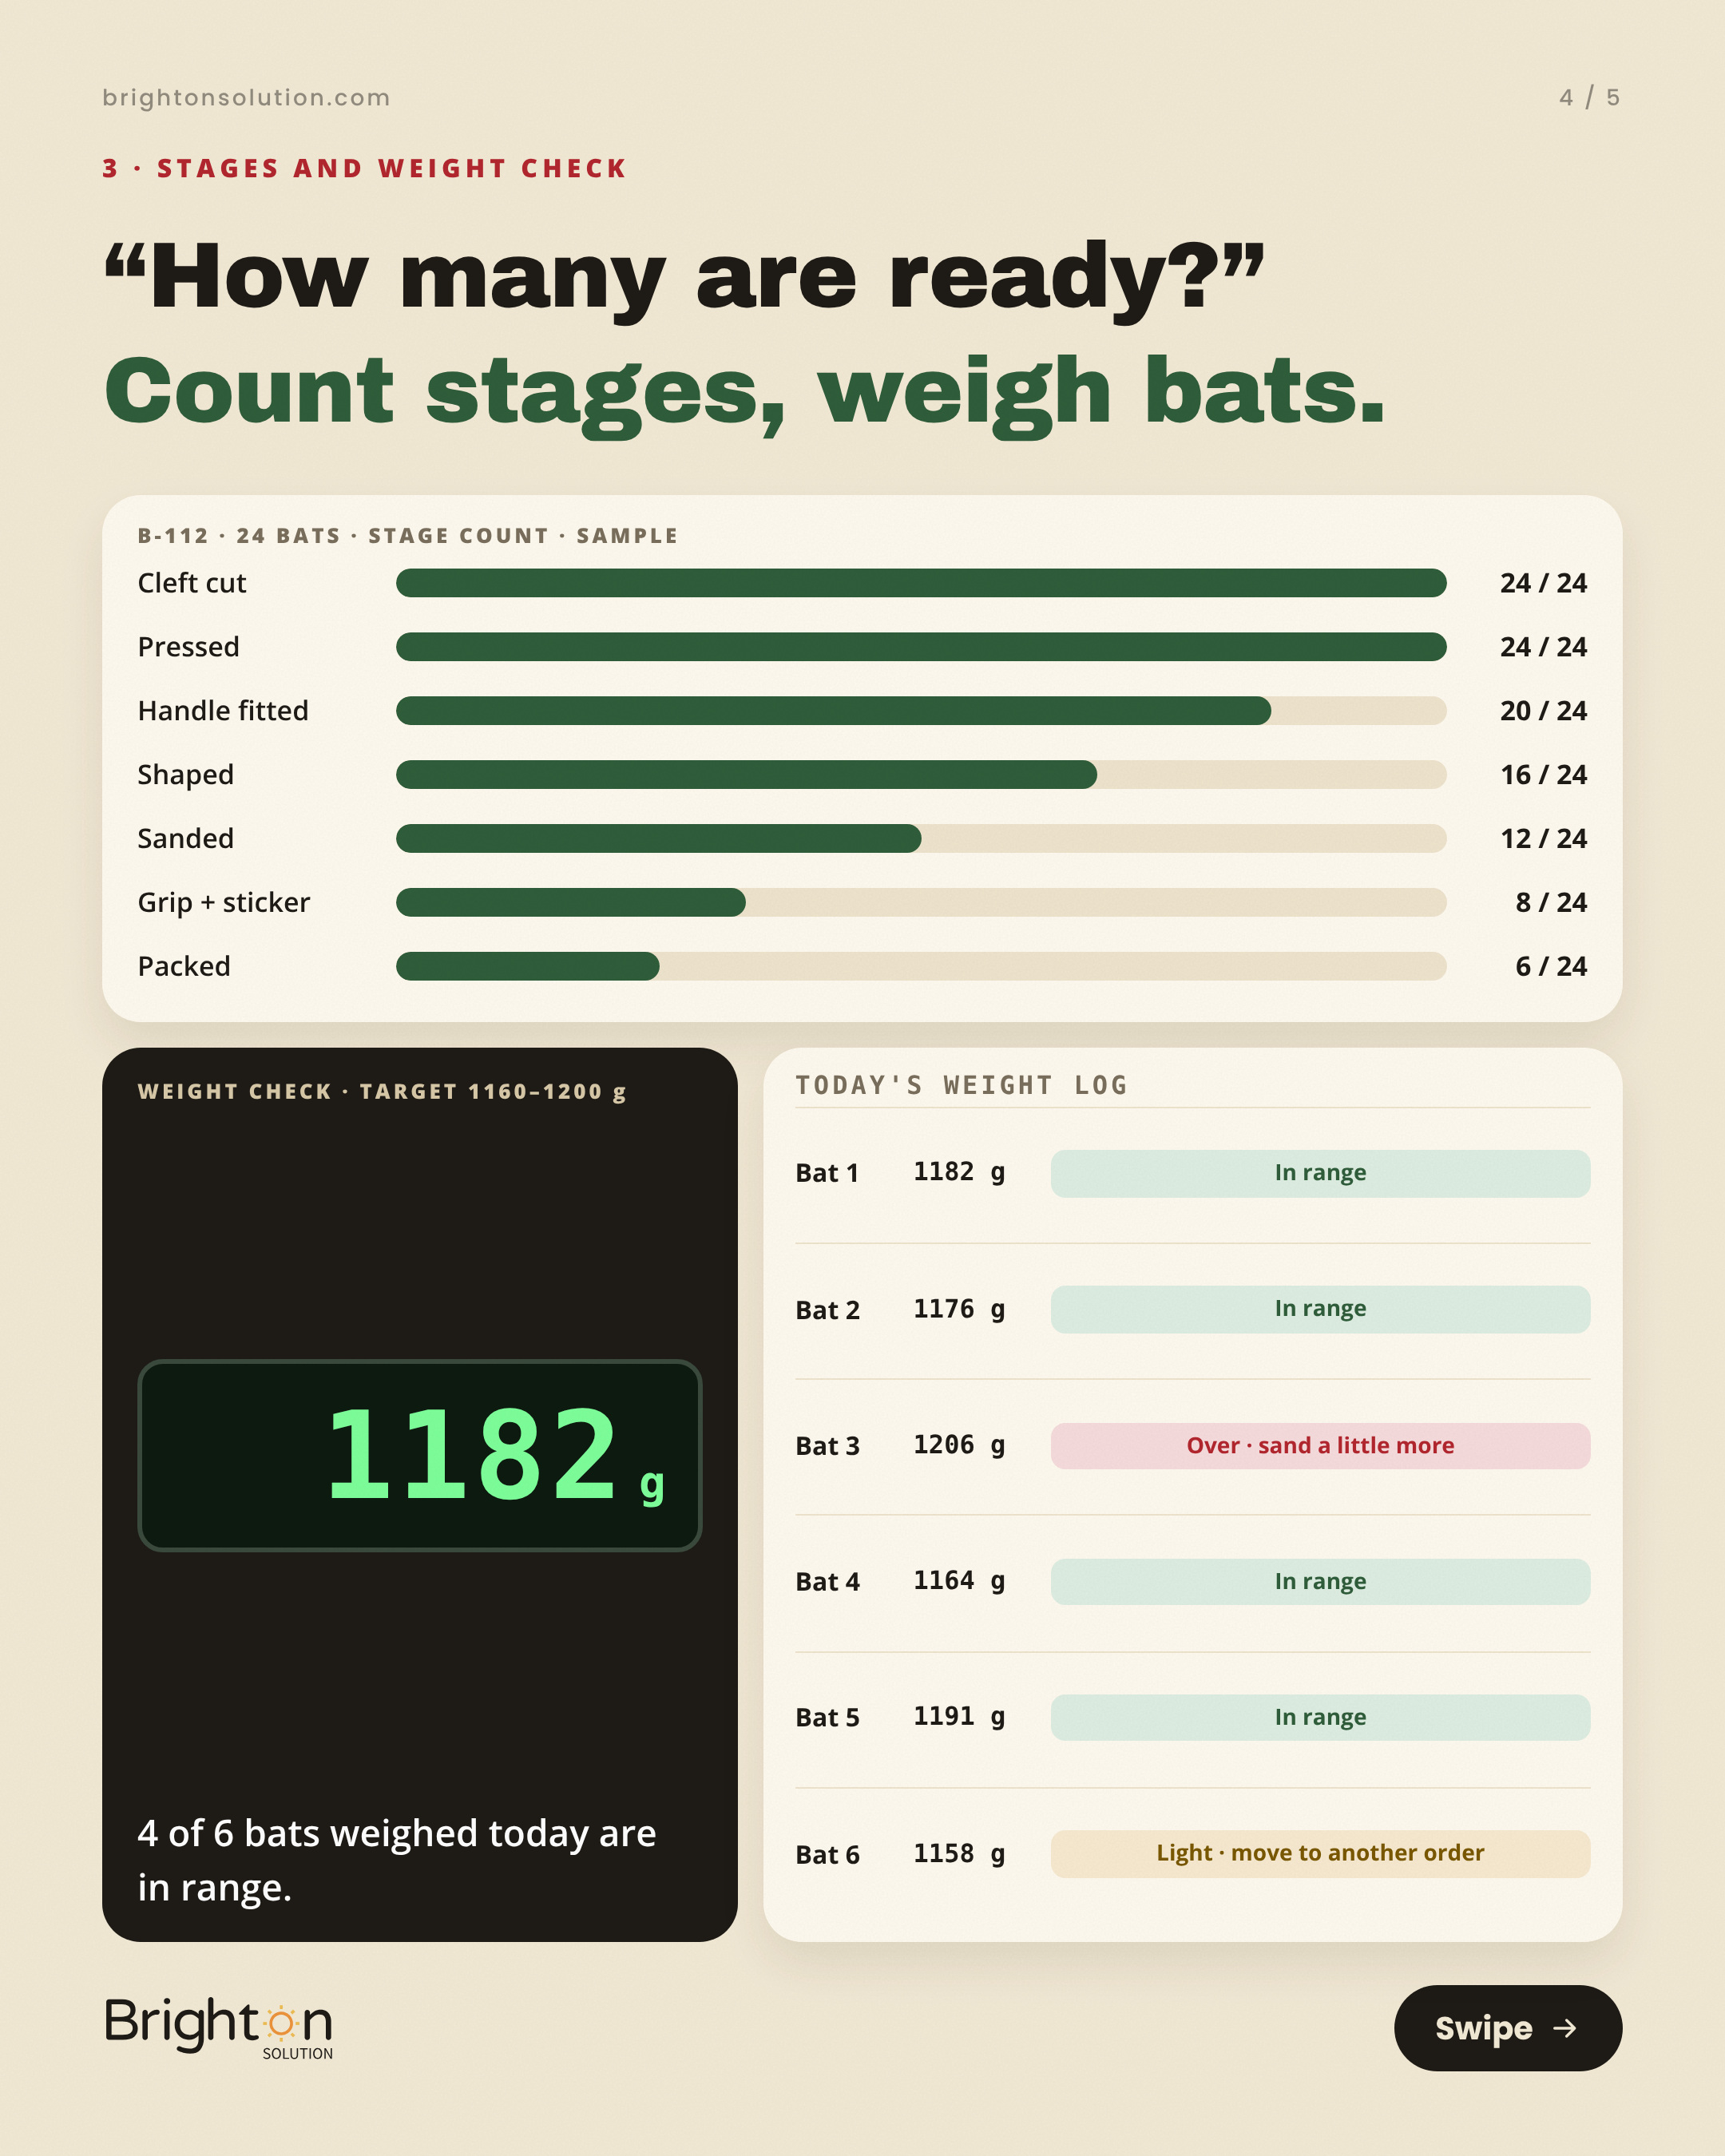 brightonsolution.com
4 / 5
3 · STAGES AND WEIGHT CHECK
“How many are ready?”
Count stages, weigh bats.
B-112 · 24 BATS · STAGE COUNT · SAMPLE
Cleft cut 24 / 24
Pressed 24 / 24
Handle fitted 20 / 24
Shaped 16 / 24
Sanded 12 / 24
Grip + sticker 8 / 24
Packed 6 / 24
WEIGHT CHECK · TARGET 1160–1200 g
1182 g
4 of 6 bats weighed today are
in range.
TODAY'S WEIGHT LOG
Bat 1 1182 g In range
Bat 2 1176 g In range
Bat 3 1206 g Over · sand a little more
Bat 4 1164 g In range
Bat 5 1191 g In range
Bat 6 1158 g Light · move to another order
Brighton
SOLUTION
Swipe →